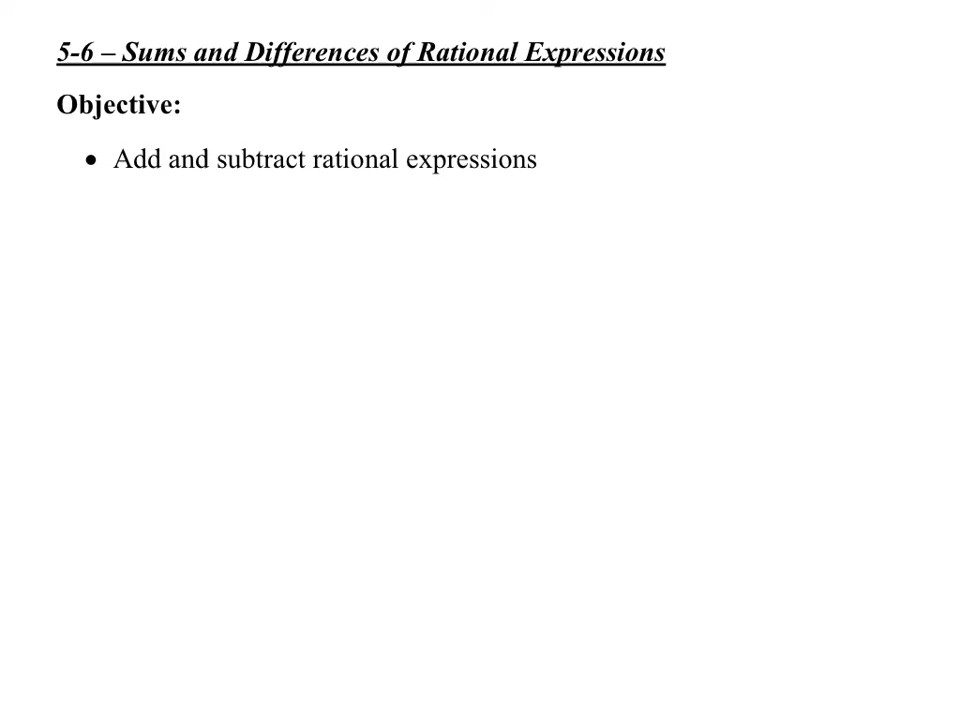 5-6 – Sums and Differences of Rational Expressions
Objective:
• Add and subtract rational expressions